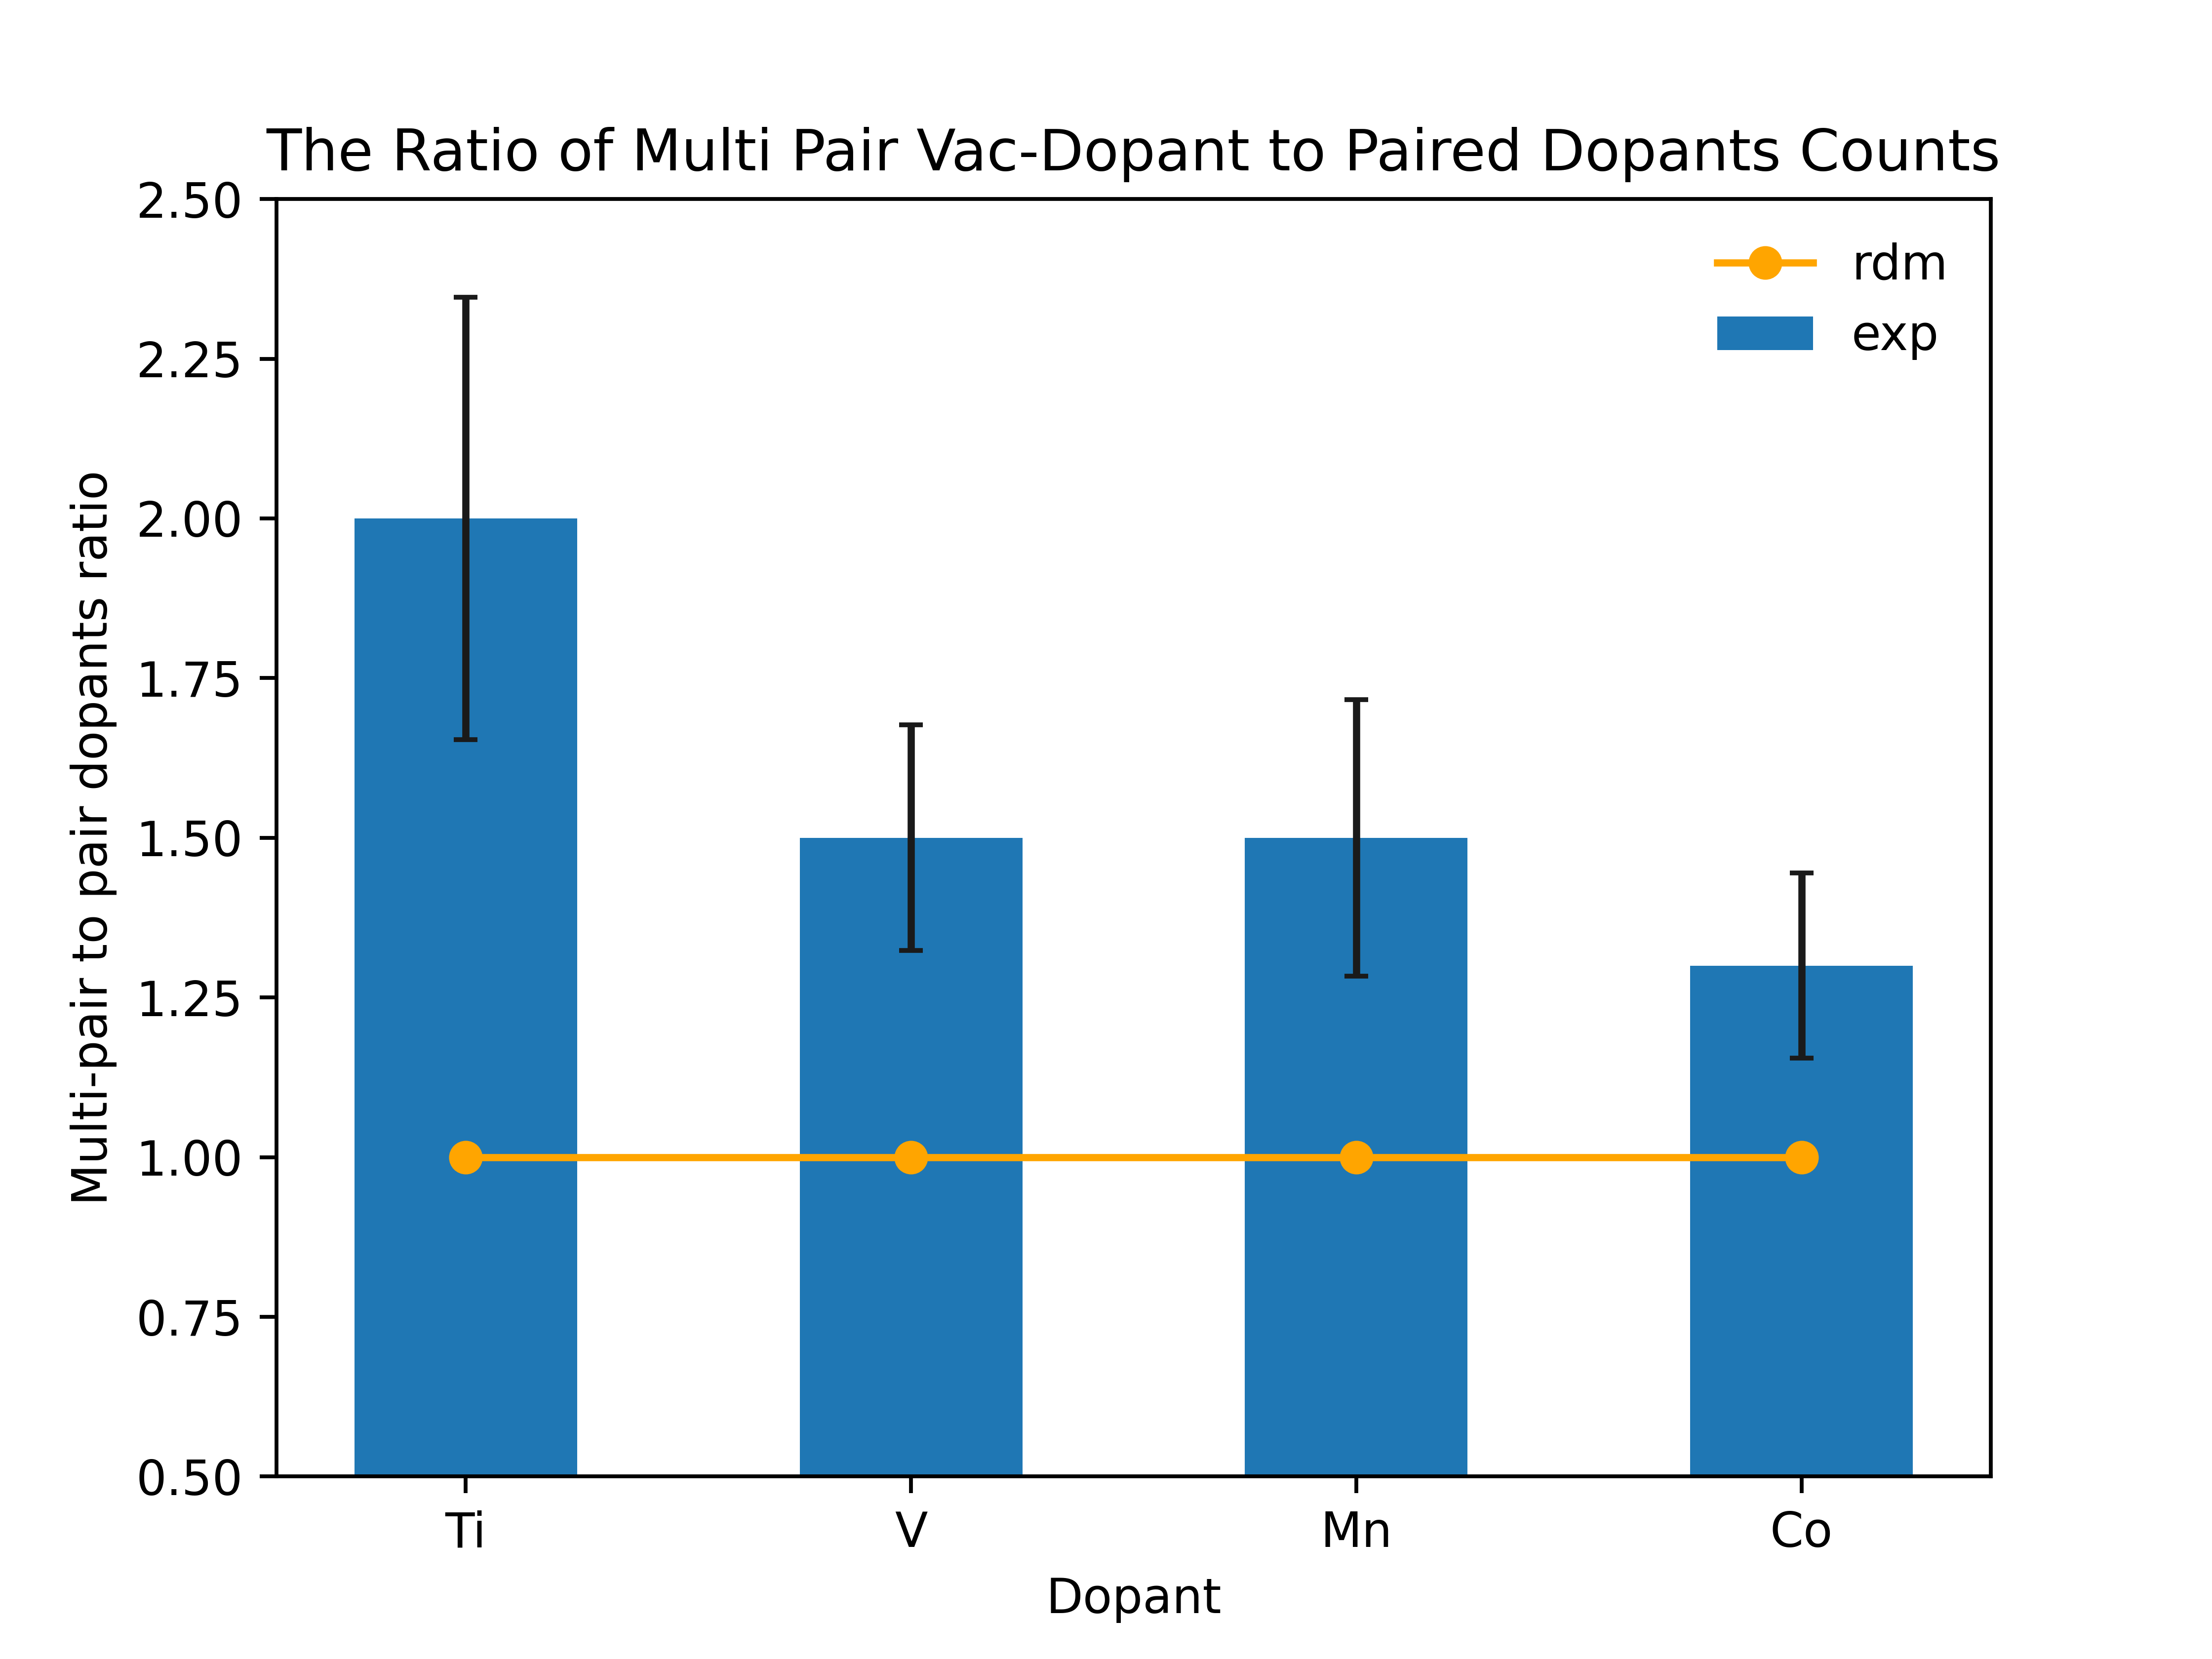 The Ratio of Multi Pair Vac-Dopant to Paired Dopants Counts
rdm
exp
Multi-pair to pair dopants ratio
2.50
2.25
2.00
1.75
1.50
1.25
1.00
0.75
0.50
Ti V Mn Co
Dopant